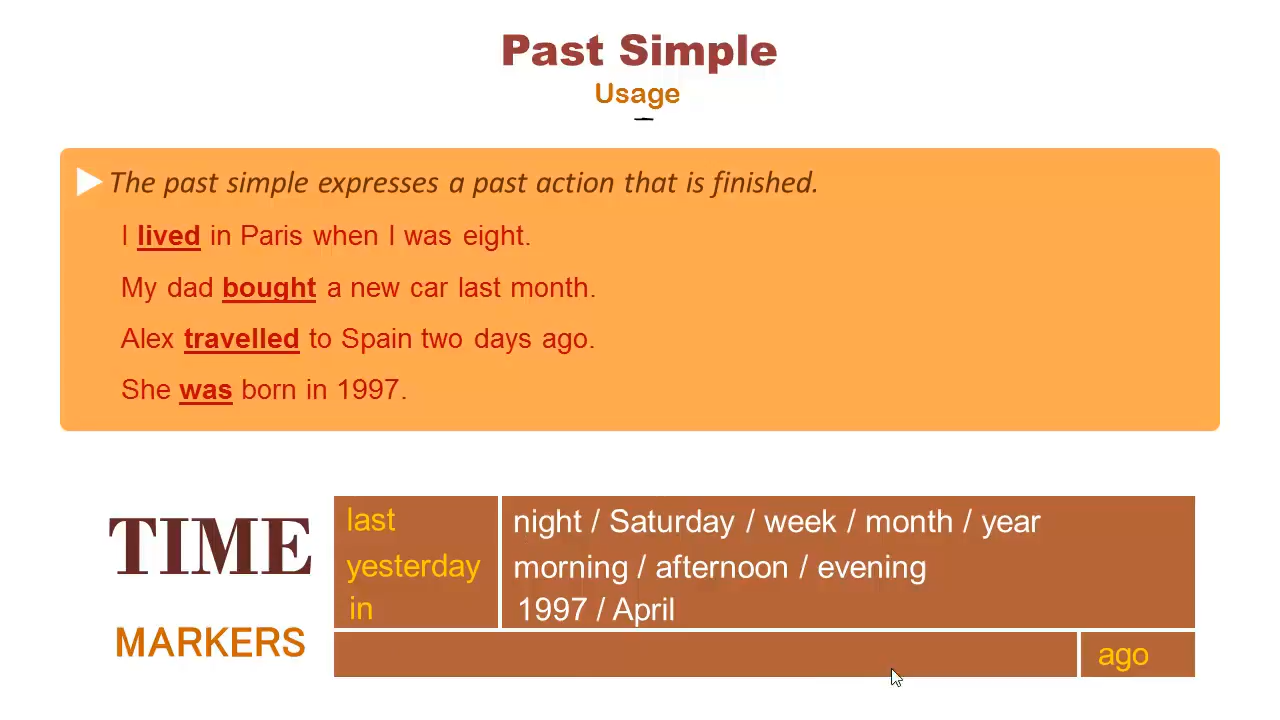 Past Simple
Usage
The past simple expresses a past action that is finished.
I lived in Paris when I was eight.
My dad bought a new car last month.
Alex travelled to Spain two days ago.
She was born in 1997.
TIME
MARKERS
last night / Saturday / week / month / year
yesterday morning / afternoon / evening
in 1997 / April
ago